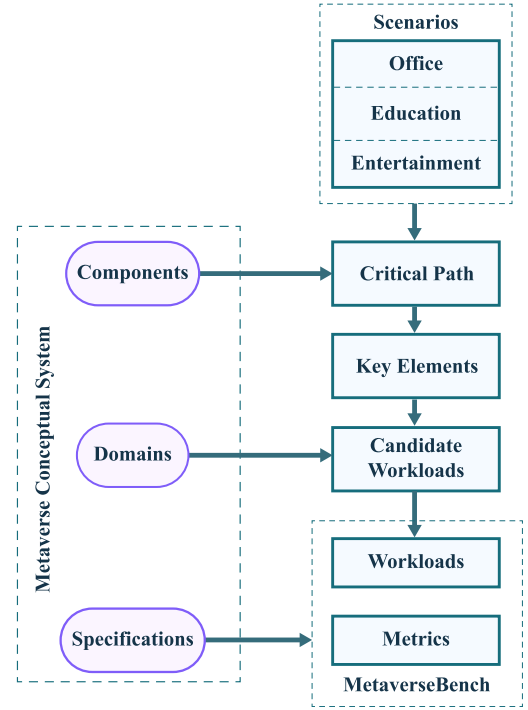 Scenarios
Office
Education
Entertainment
Metaverse Conceptual System
Components
Critical Path
Key Elements
Domains
Candidate
Workloads
Workloads
Specifications
Metrics
MetaverseBench